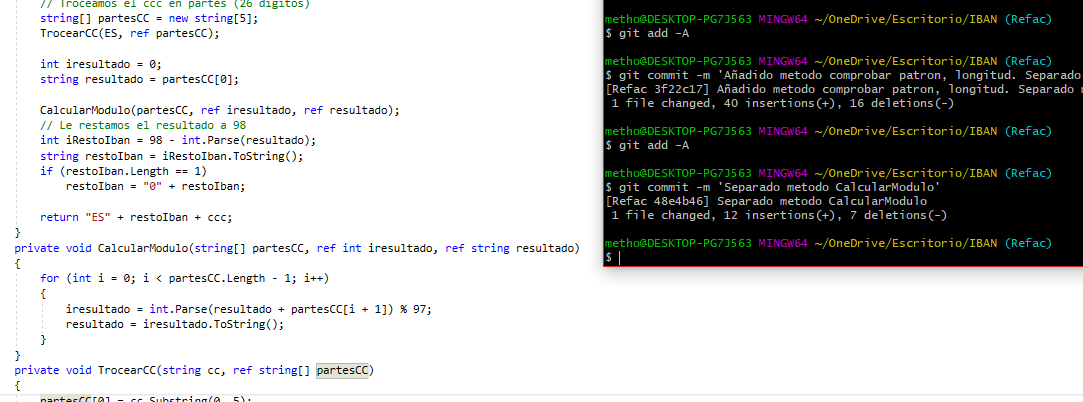 // Troceamos el ccc en partes (26 digitos)
string[] partesCC = new string[5];
TrocearCC(ES, ref partesCC);
int iresultado = 0;
string resultado = partesCC[0];
CalcularModulo(partesCC, ref iresultado, ref resultado);
// Le restamos el resultado a 98
int iRestoIban = 98 - int.Parse(resultado);
string restoIban = iRestoIban.ToString();
if (restoIban.Length == 1)
restoIban = "0" + restoIban;
return "ES" + restoIban + ccc;
}
private void CalcularModulo(string[] partesCC, ref int iresultado, ref string resultado)
{
for (int i = 0; i < partesCC.Length - 1; i++)
{
iresultado = int.Parse(resultado + partesCC[i + 1]) % 97;
resultado = iresultado.ToString();
}
}
private void TrocearCC(string cc, ref string[] partesCC)
{
partesCC[0] = cc.Substring(0, 5);
metho@DESKTOP-PG7J563 MINGW64 ~/OneDrive/Escritorio/IBAN (Refac)
$ git add -A
metho@DESKTOP-PG7J563 MINGW64 ~/OneDrive/Escritorio/IBAN (Refac)
$ git commit -m 'Añadido metodo comprobar patron, longitud. Separado
[Refac 3f22c17] Añadido metodo comprobar patron, longitud. Separado
1 file changed, 40 insertions(+), 16 deletions(-)
metho@DESKTOP-PG7J563 MINGW64 ~/OneDrive/Escritorio/IBAN (Refac)
$ git add -A
metho@DESKTOP-PG7J563 MINGW64 ~/OneDrive/Escritorio/IBAN (Refac)
$ git commit -m 'Separado metodo CalcularModulo'
[Refac 48e4b46] Separado metodo CalcularModulo
1 file changed, 12 insertions(+), 7 deletions(-)
metho@DESKTOP-PG7J563 MINGW64 ~/OneDrive/Escritorio/IBAN (Refac)
$